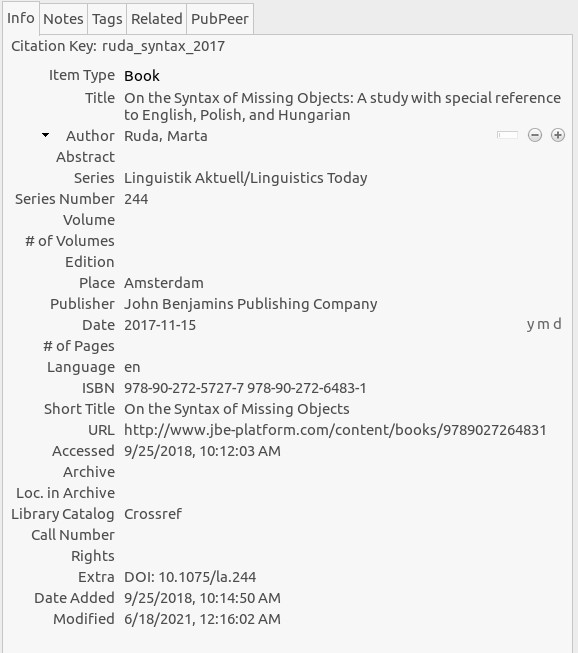 Info Notes Tags Related PubPeer
Citation Key: ruda_syntax_2017
Item Type Book
Title On the Syntax of Missing Objects: A study with special reference
to English, Polish, and Hungarian
Author Ruda, Marta
Abstract
Series Linguistik Aktuell/Linguistics Today
Series Number 244
Volume
# of Volumes
Edition
Place Amsterdam
Publisher John Benjamins Publishing Company
Date 2017-11-15 y m d
# of Pages
Language en
ISBN 978-90-272-5727-7 978-90-272-6483-1
Short Title On the Syntax of Missing Objects
URL http://www.jbe-platform.com/content/books/9789027264831
Accessed 9/25/2018, 10:12:03 AM
Archive
Loc. in Archive
Library Catalog Crossref
Call Number
Rights
Extra DOI: 10.1075/la.244
Date Added 9/25/2018, 10:14:50 AM
Modified 6/18/2021, 12:16:02 AM